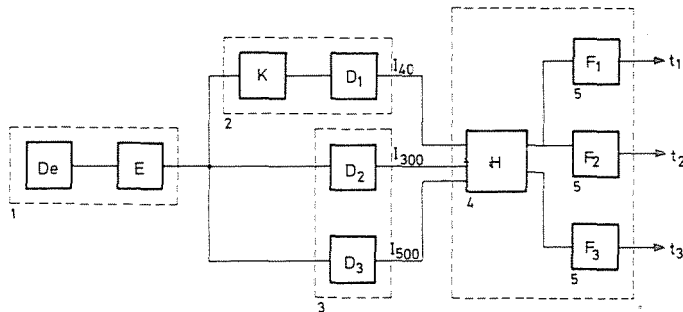 K D₁ I₄₀
2
F₁ t₁
5
De E
1
D₂ I₃₀₀
H
4
F₂ t₂
5
D₃ I₅₀₀
3
F₃ t₃
5